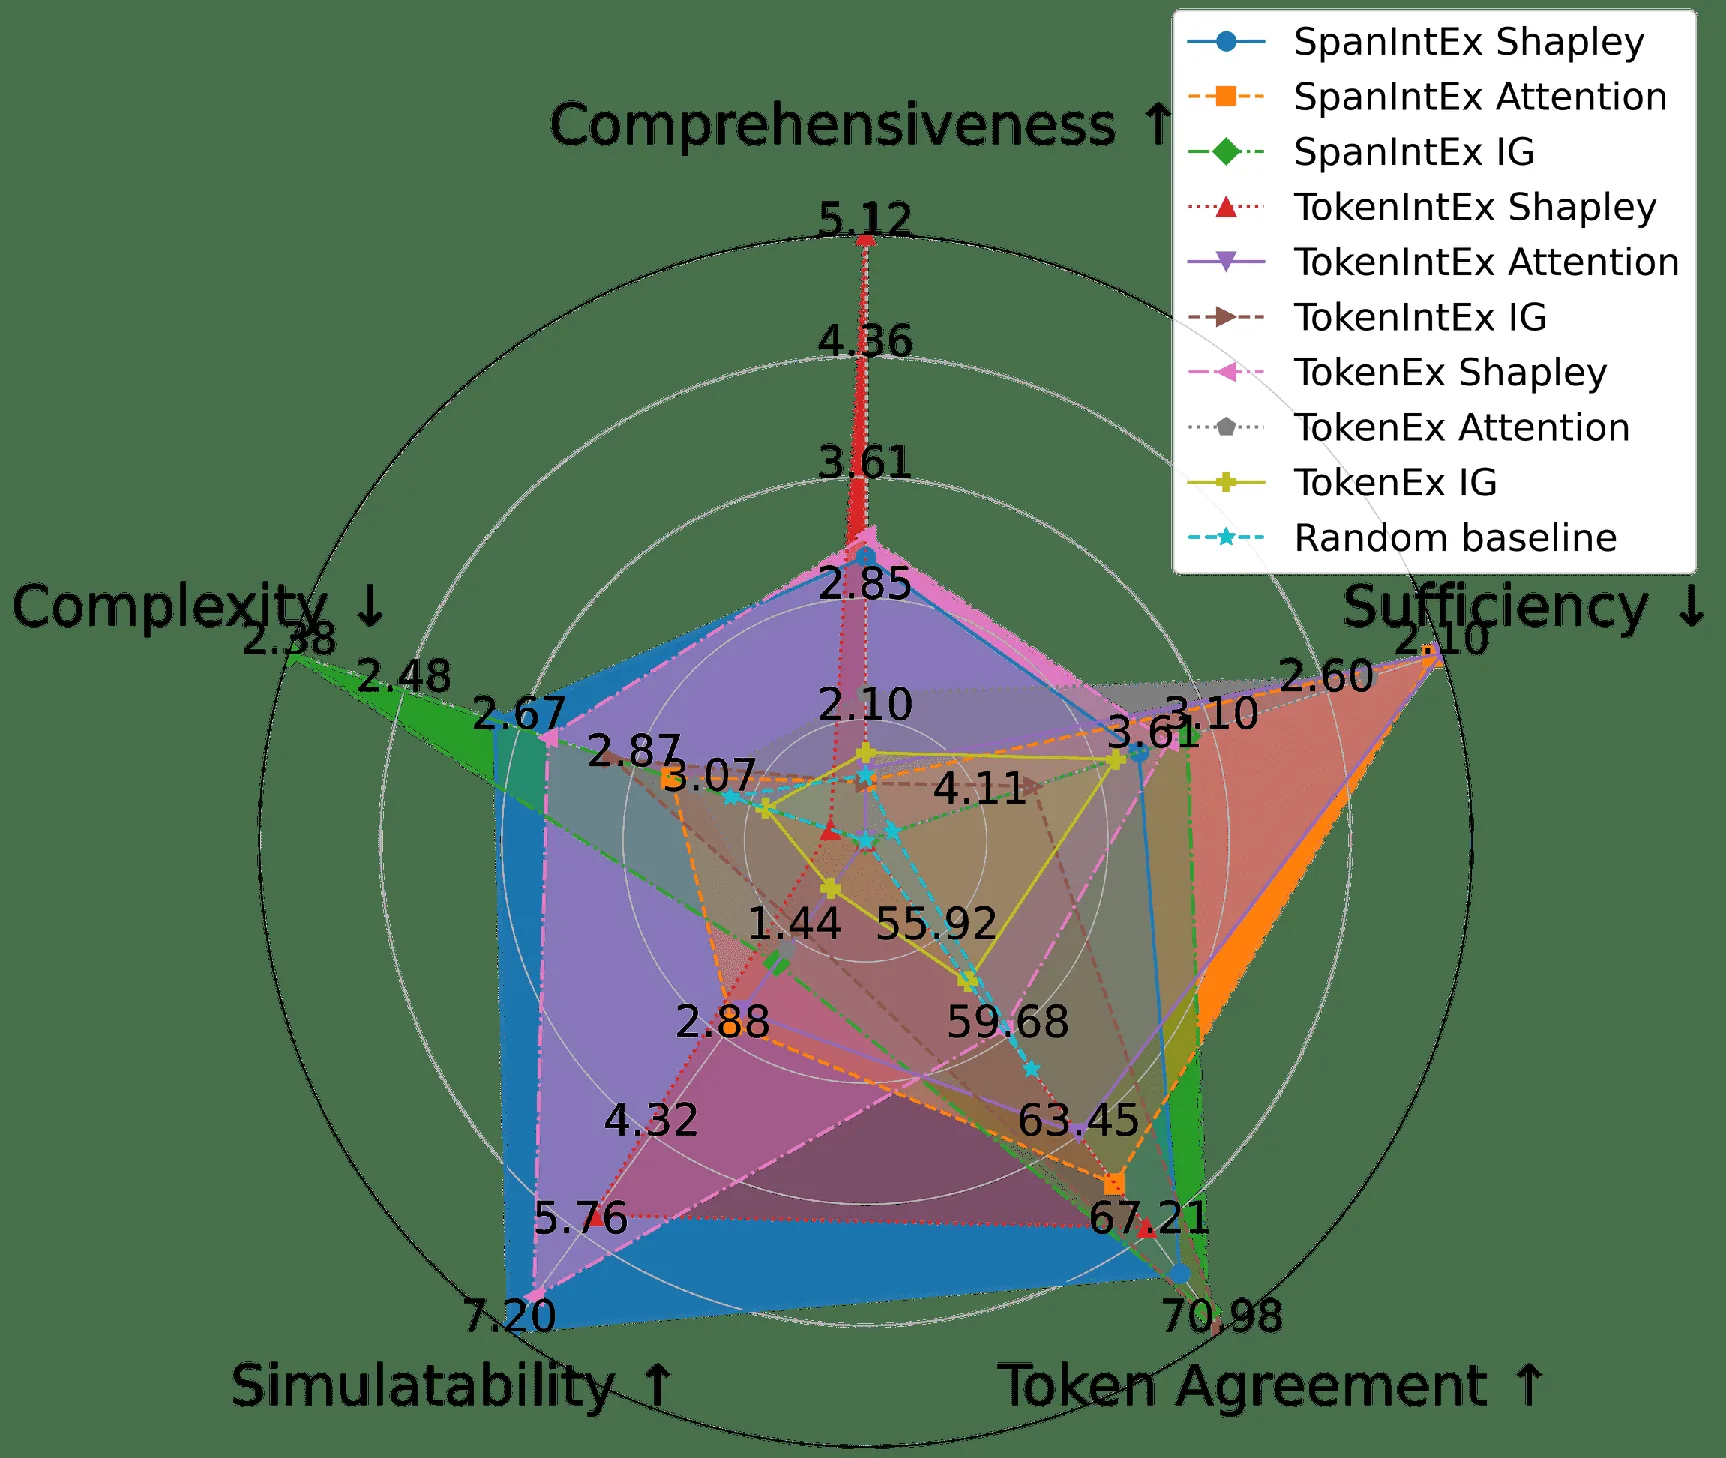 SpanIntEx Shapley
SpanIntEx Attention
SpanIntEx IG
TokenIntEx Shapley
TokenIntEx Attention
TokenIntEx IG
TokenEx Shapley
TokenEx Attention
TokenEx IG
Random baseline
Comprehensiveness ↑
5.12
4.36
3.61
2.85
2.10
Complexity ↓
2.38
2.48
2.67
2.87
3.07
Sufficiency ↓
2.10
2.60
3.10
3.61
4.11
1.44
2.88
4.32
5.76
7.20
Simulatability ↑
55.92
59.68
63.45
67.21
70.98
Token Agreement ↑